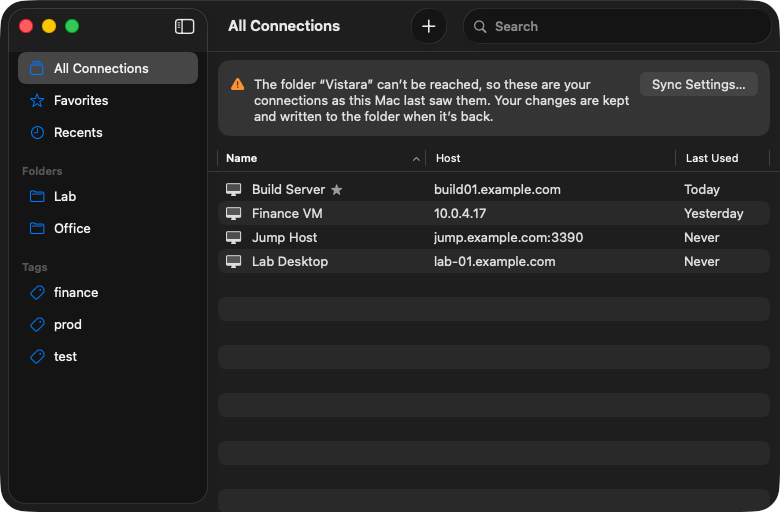 All Connections
Search
All Connections
Favorites
Recents
Folders
Lab
Office
Tags
finance
prod
test
The folder “Vistara” can’t be reached, so these are your
connections as this Mac last saw them. Your changes are kept
and written to the folder when it’s back.
Sync Settings…
Name Host Last Used
Build Server build01.example.com Today
Finance VM 10.0.4.17 Yesterday
Jump Host jump.example.com:3390 Never
Lab Desktop lab-01.example.com Never